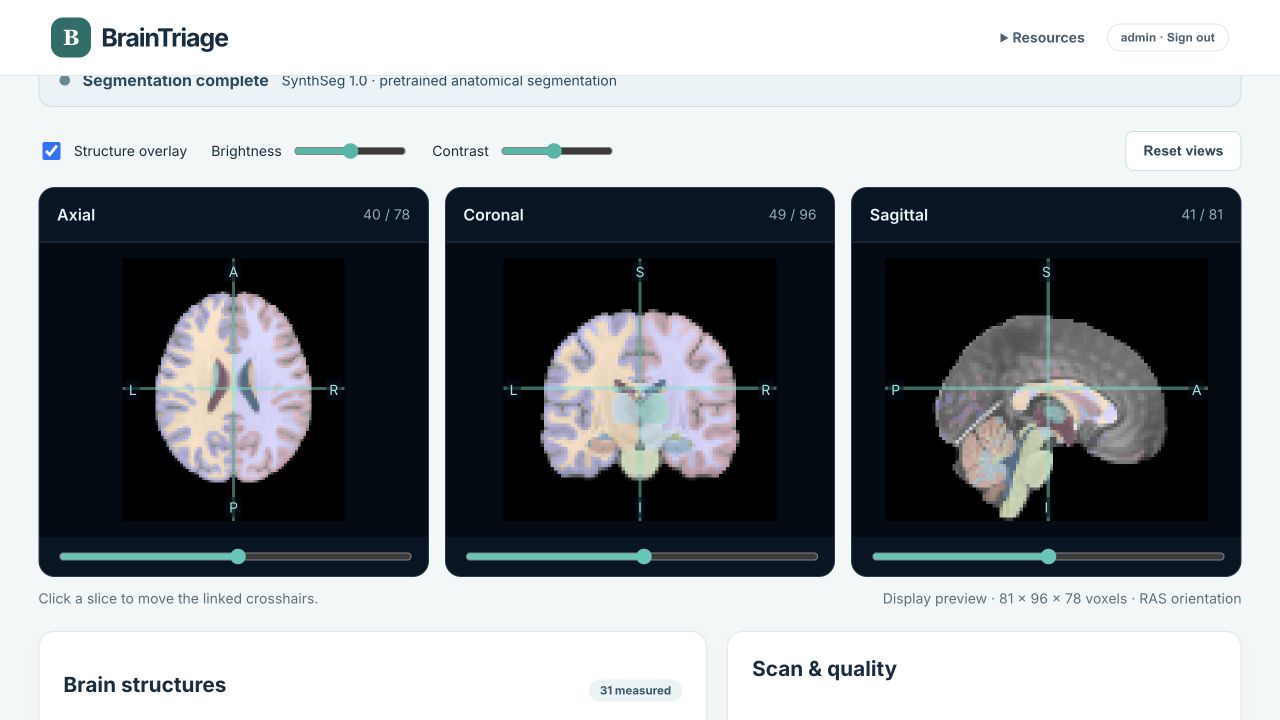 B BrainTriage
Resources
admin · Sign out
Segmentation complete SynthSeg 1.0 · pretrained anatomical segmentation
Structure overlay Brightness Contrast Reset views
Axial 40 / 78
Coronal 49 / 96
Sagittal 41 / 81
A
L R
P
S
L R
I
S
P A
I
Click a slice to move the linked crosshairs.
Display preview · 81 × 96 × 78 voxels · RAS orientation
Brain structures
31 measured
Scan & quality